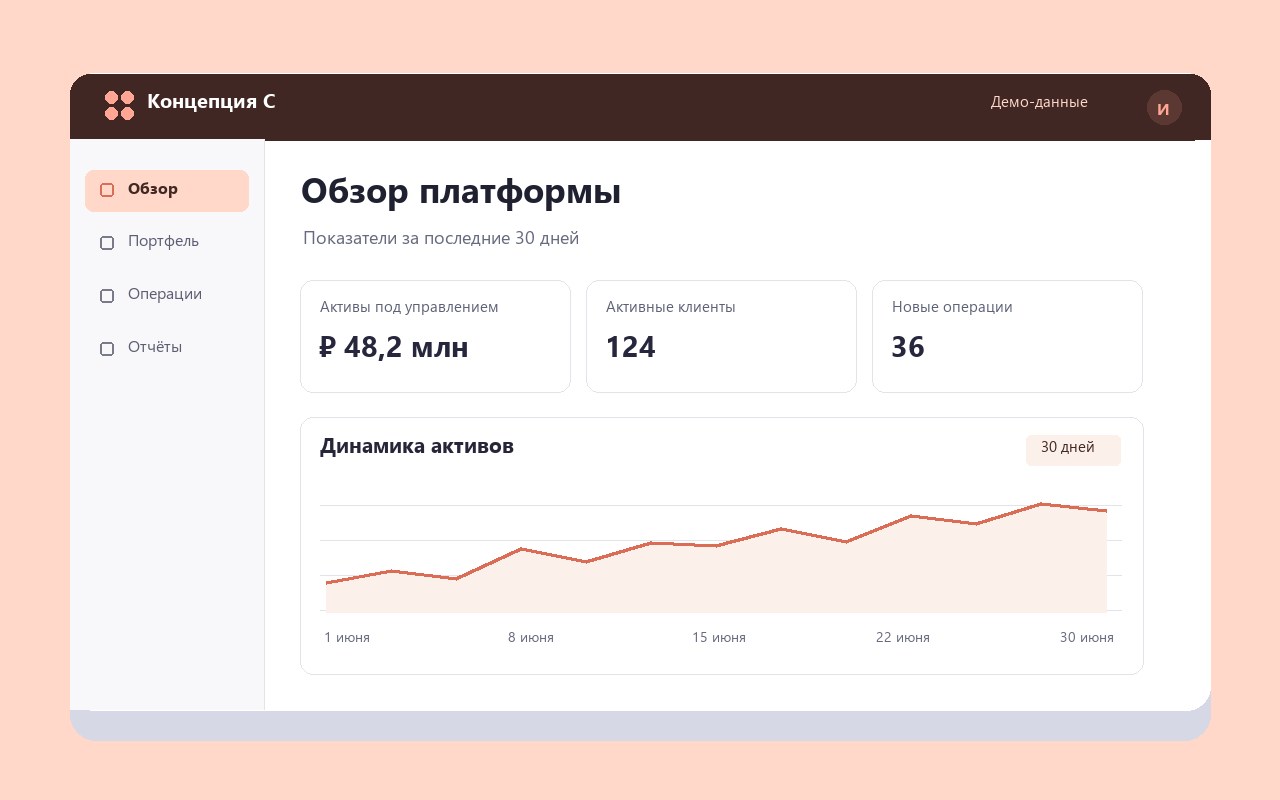 Концепция C
Демо-данные
И
Обзор
Портфель
Операции
Отчёты
Обзор платформы
Показатели за последние 30 дней
Активы под управлением
₽ 48,2 млн
Активные клиенты
124
Новые операции
36
Динамика активов
30 дней
1 июня
8 июня
15 июня
22 июня
30 июня